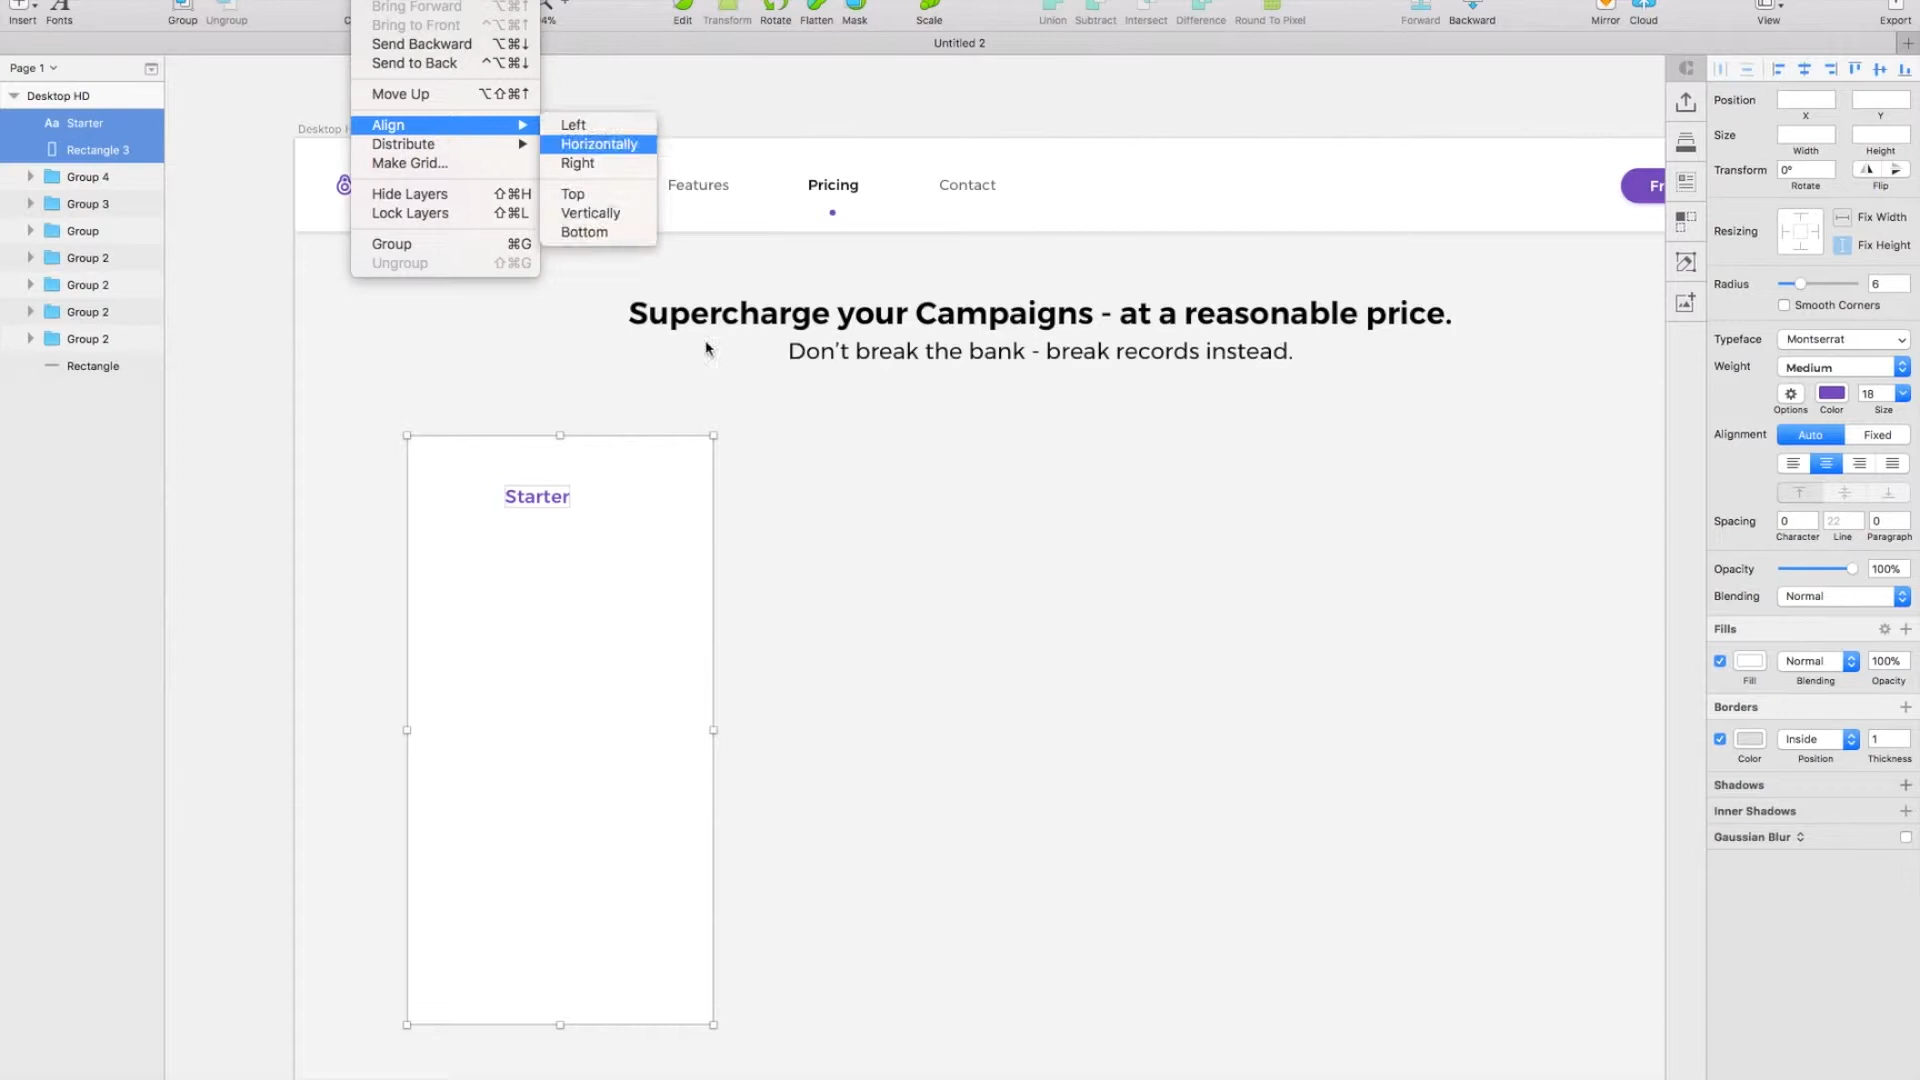 Insert Fonts Group Ungroup 4% Edit Transform Rotate Flatten Mask Scale Union Subtract Intersect Difference Round To Pixel Forward Backward Mirror Cloud View Export
Untitled 2
Page 1
Desktop HD
Aa Starter
Rectangle 3
Group 4
Group 3
Group
Group 2
Group 2
Group 2
Group 2
Rectangle
Bring Forward ⌥⌘↑
Bring to Front ^⌥⌘↑
Send Backward ⌥⌘↓
Send to Back ^⌥⌘↓
Move Up ⌥⇧⌘↑
Align
Distribute
Make Grid...
Hide Layers ⇧⌘H
Lock Layers ⇧⌘L
Group ⌘G
Ungroup ⇧⌘G
Left
Horizontally
Right
Top
Vertically
Bottom
Desktop H
Features Pricing Contact Fr
Supercharge your Campaigns - at a reasonable price.
Don't break the bank - break records instead.
Starter
Position
X Y
Size
Width Height
Transform 0°
Rotate Flip
Resizing Fix Width
Fix Height
Radius 6
Smooth Corners
Typeface Montserrat
Weight Medium
18
Options Color Size
Alignment Auto Fixed
Spacing 0 22 0
Character Line Paragraph
Opacity 100%
Blending Normal
Fills
Normal 100%
Fill Blending Opacity
Borders
Inside 1
Color Position Thickness
Shadows
Inner Shadows
Gaussian Blur